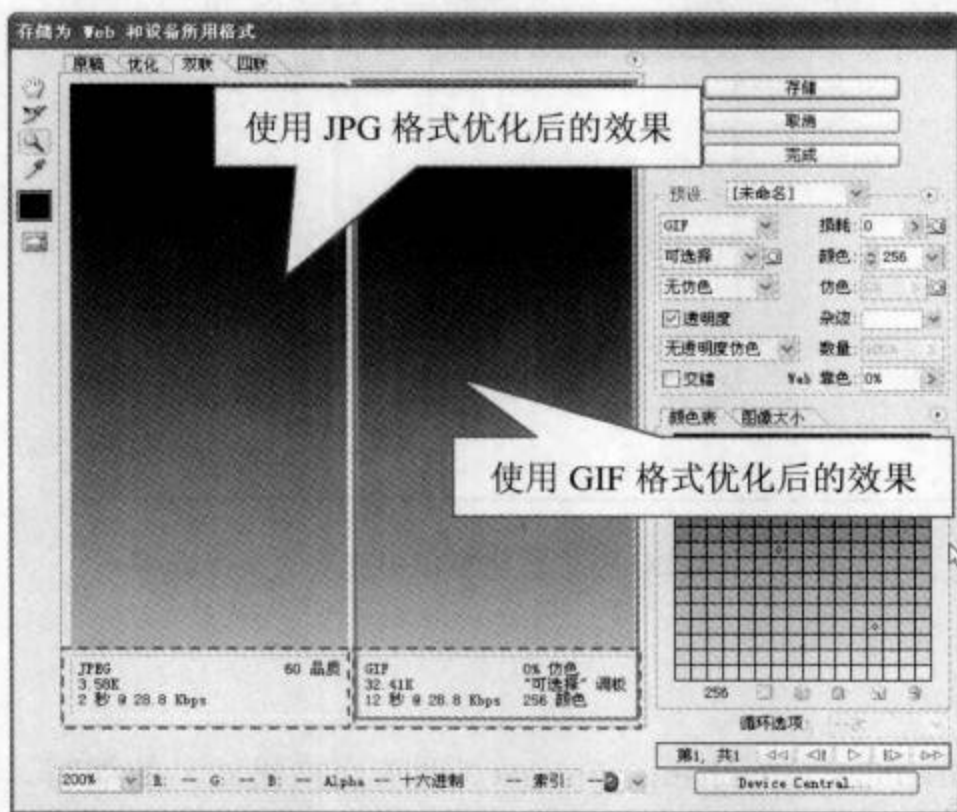 存储为 Web 和设备所用格式
原稿 优化 双联 四联
使用 JPG 格式优化后的效果
存储
取消
完成
预设: [未命名]
GIF 损耗: 0
可选择 颜色: 256
无仿色 仿色:
透明度 杂边:
无透明度仿色 数量:
交错 Web 靠色: 0%
颜色表 图像大小
使用 GIF 格式优化后的效果
256
JPEG 60 品质
3.58K
2 秒 @ 28.8 Kbps
GIF 0% 仿色
32.41K “可选择” 调板
12 秒 @ 28.8 Kbps 256 颜色
循环选项:
第1, 共1
200% R: -- G: -- B: -- Alpha -- 十六进制 -- 索引: --
Device Central...